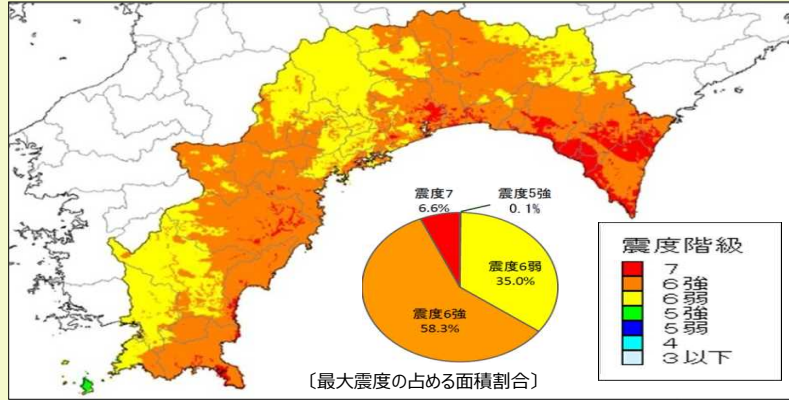 震度7
6.6%
震度5強
0.1%
震度6弱
35.0%
震度6強
58.3%
〔最大震度の占める面積割合〕
震度階級
7
6強
6弱
5強
5弱
4
3以下